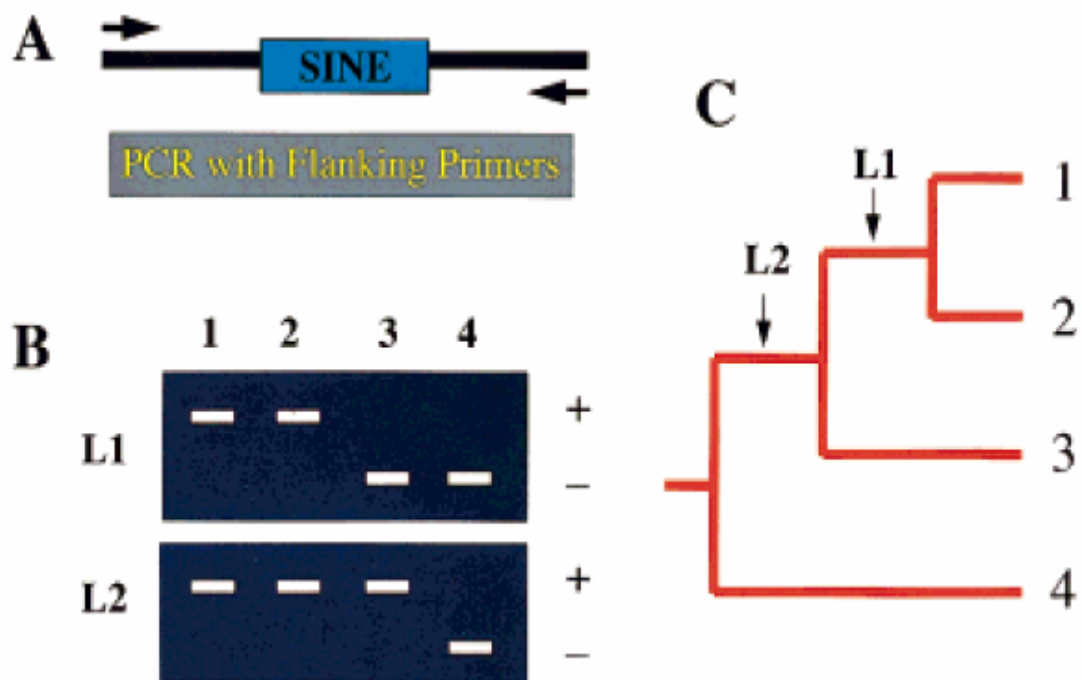 A
SINE
PCR with Flanking Primers
B
1 2 3 4
L1
+
–
L2
+
–
C
L1
L2
1
2
3
4